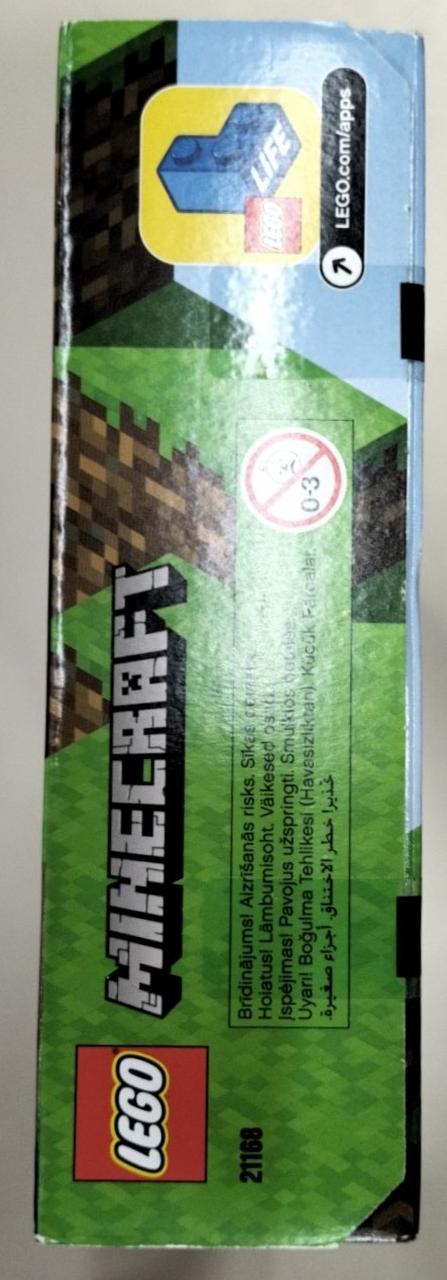 LEGO
21168
MINECRAFT
Brīdinājums! Aizrīšanās risks. Sīkas
Hoiatus! Lämbumisoht. Väikesed osad.
Įspėjimas! Pavojus užspringti. Smulkios
Uyarı! Boğulma Tehlikesi (Havasızlıktan). Küçük Parçalar.
تحذير! خطر الاختناق. أجزاء صغيرة.
0-3
LEGO
LIFE
LEGO.com/apps